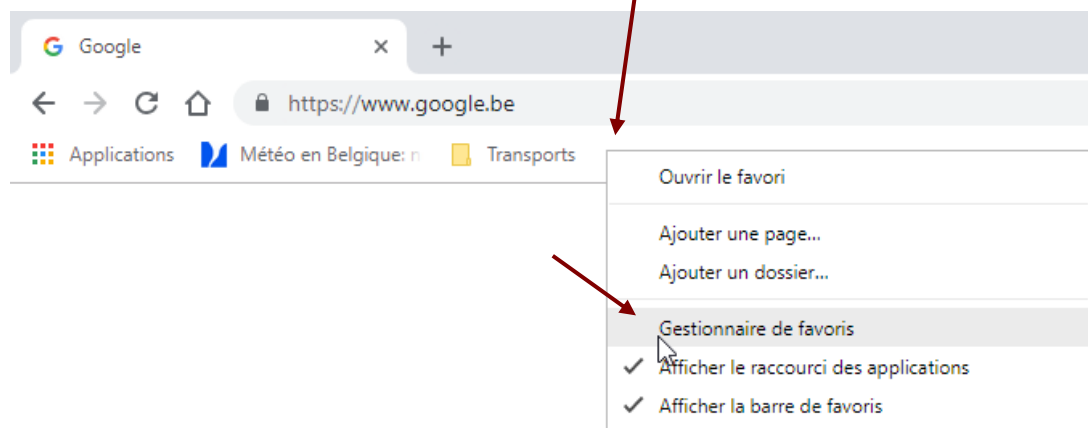 Google
https://www.google.be
Applications Météo en Belgique: Transports
Ouvrir le favori
Ajouter une page...
Ajouter un dossier...
Gestionnaire de favoris
Afficher le raccourci des applications
Afficher la barre de favoris